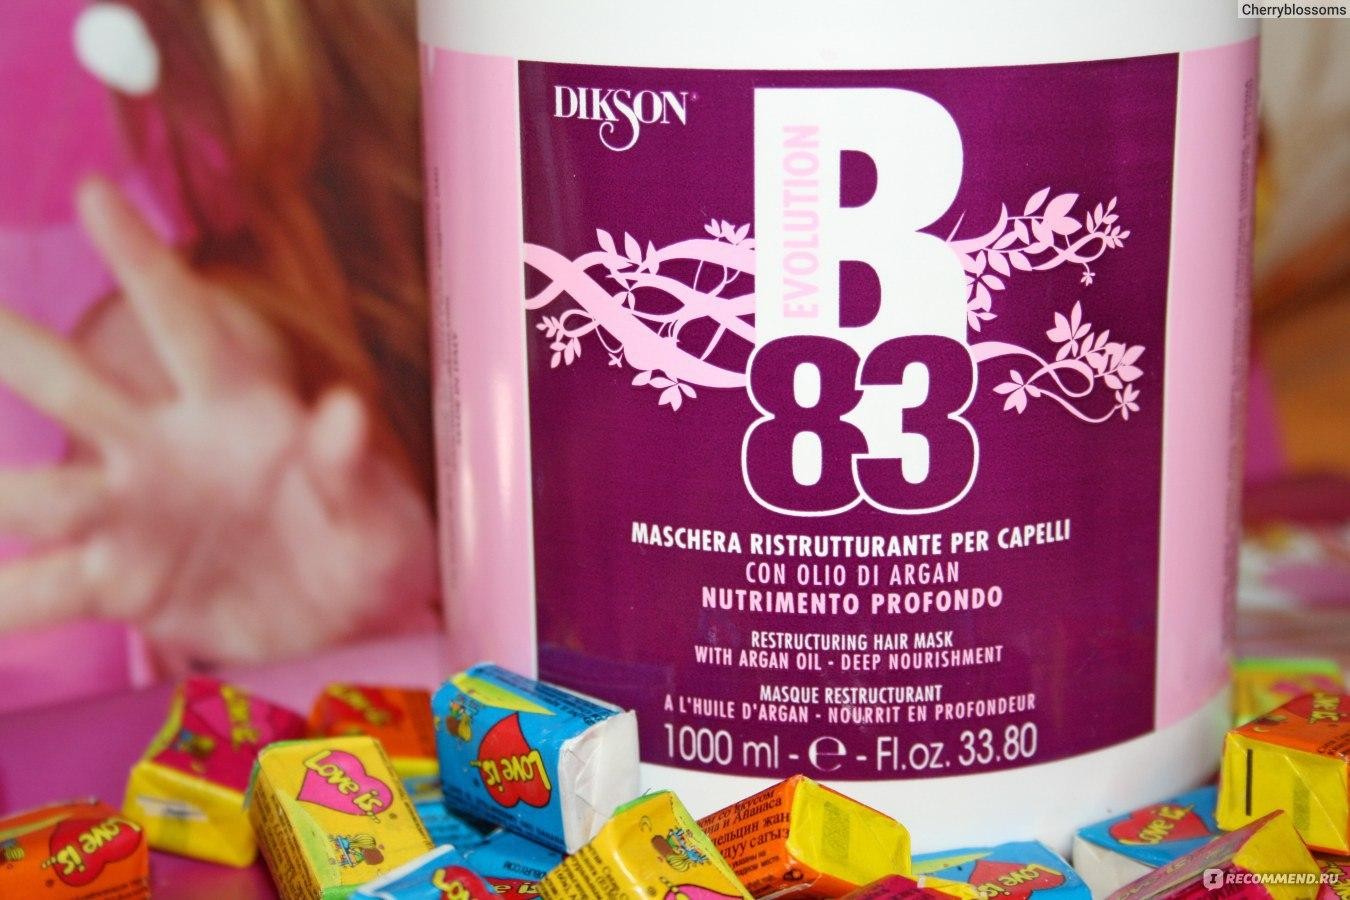 Cherryblossoms
DIKSON
EVOLUTION
B
83
MASCHERA RISTRUTTURANTE PER CAPELLI
CON OLIO DI ARGAN
NUTRIMENTO PROFONDO
RESTRUCTURING HAIR MASK
WITH ARGAN OIL - DEEP NOURISHMENT
MASQUE RESTRUCTURANT
A L'HUILE D'ARGAN - NOURRIT EN PROFONDEUR
1000 ml - ℮ - Fl.oz. 33.80
LOVE is...
LOVE is...
LOVE is...
LOVE is...
I RECOMMEND.RU